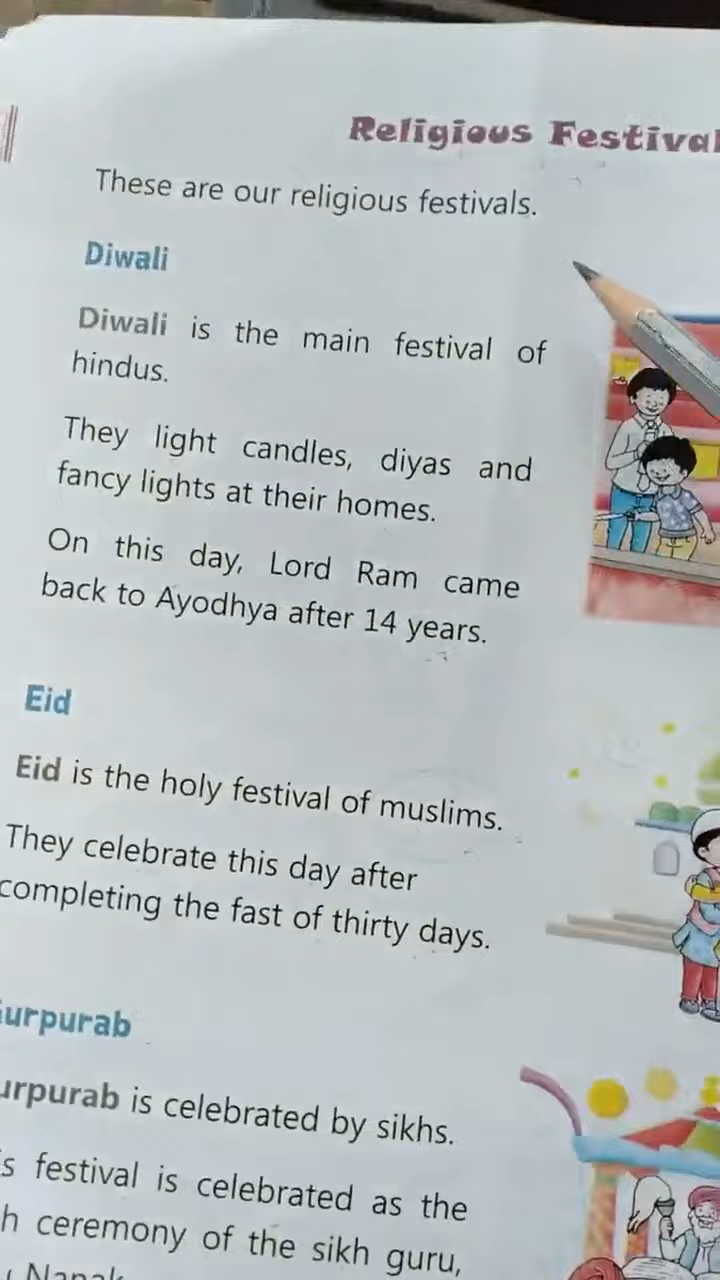 Religious Festival
These are our religious festivals.
Diwali
Diwali is the main festival of
hindus.
They light candles, diyas and
fancy lights at their homes.
On this day, Lord Ram came
back to Ayodhya after 14 years.
Eid
Eid is the holy festival of muslims.
They celebrate this day after
completing the fast of thirty days.
urpurab
urpurab is celebrated by sikhs.
s festival is celebrated as the
h ceremony of the sikh guru,
Nanak